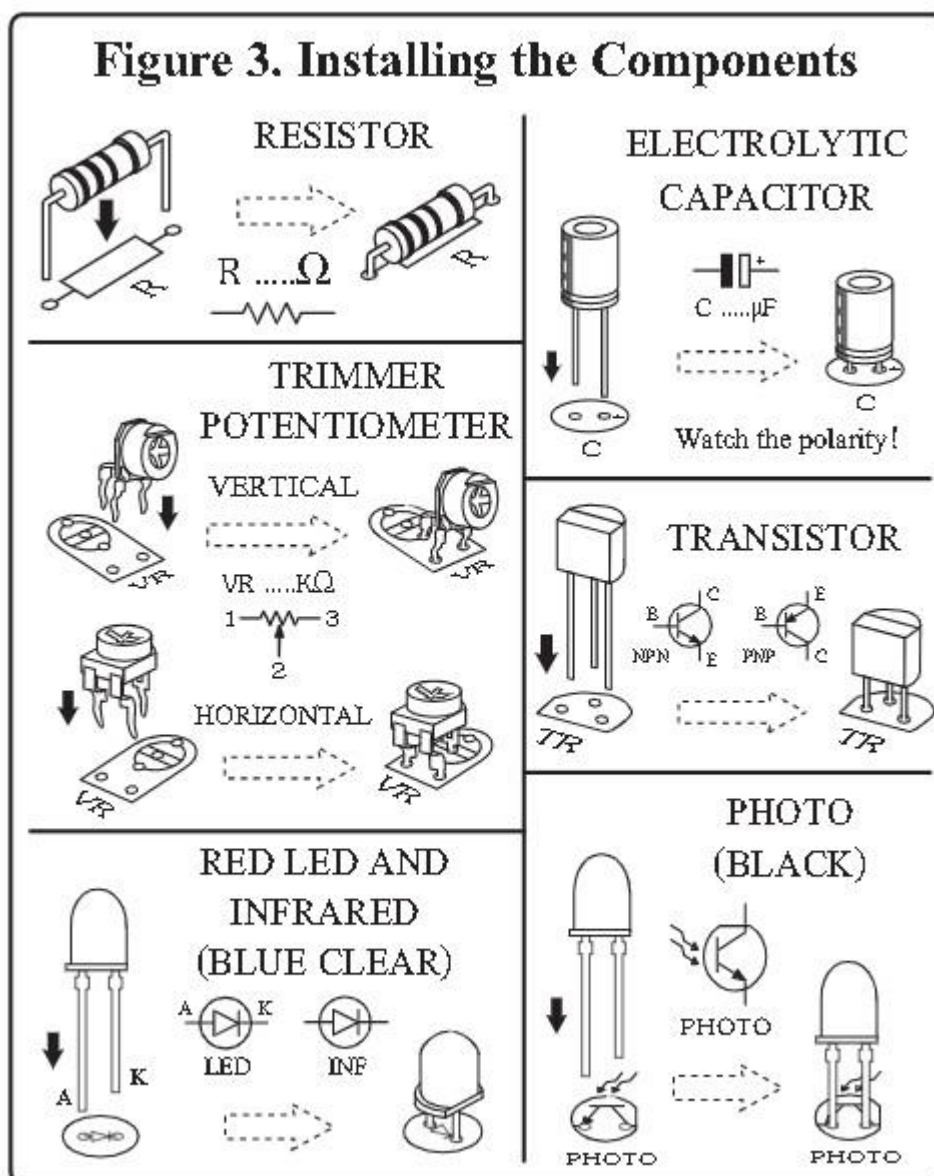 Figure 3. Installing the Components
RESISTOR
R
R .....Ω
R
ELECTROLYTIC
CAPACITOR
+
C .....µF
+
C
+
C
Watch the polarity!
TRIMMER
POTENTIOMETER
VERTICAL
VR
VR
VR .....KΩ
1
3
2
HORIZONTAL
VR
VR
TRANSISTOR
B
C
E
NPN
B
E
C
PNP
TR
TR
RED LED AND
INFRARED
(BLUE CLEAR)
A
K
LED
INF
A
K
PHOTO
(BLACK)
PHOTO
PHOTO
PHOTO